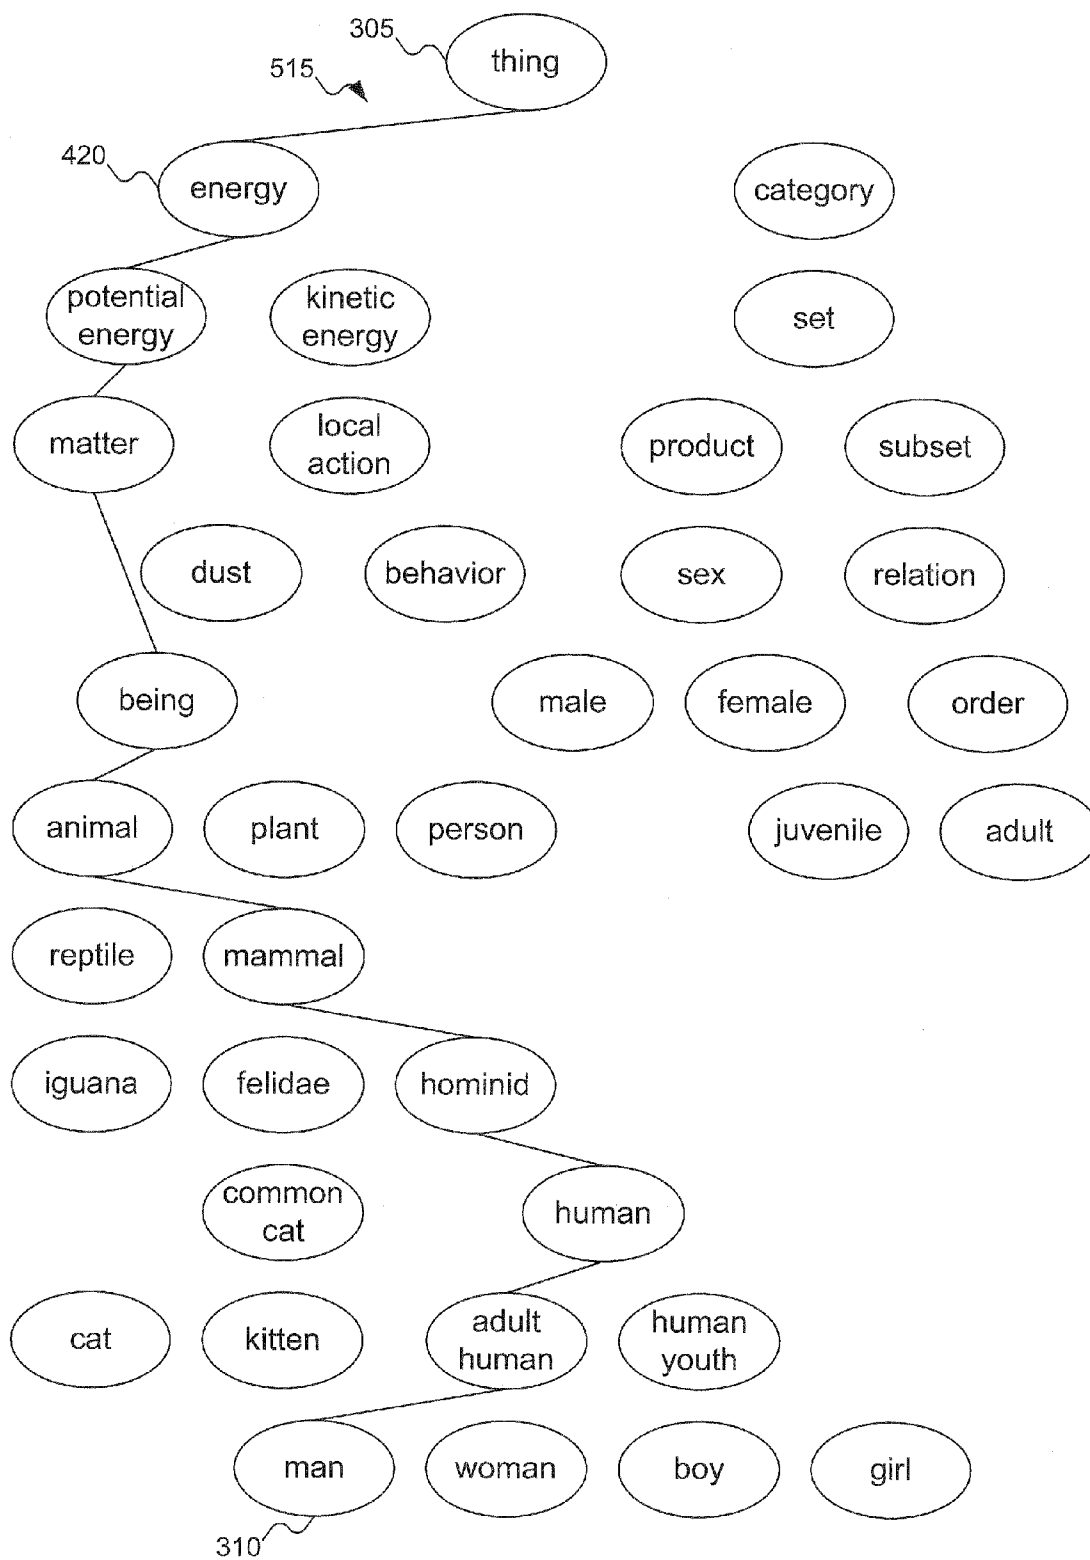 305
thing
515
420
energy
category
potential
energy
kinetic
energy
set
matter
local
action
product
subset
dust
behavior
sex
relation
being
male
female
order
animal
plant
person
juvenile
adult
reptile
mammal
iguana
felidae
hominid
common
cat
human
cat
kitten
adult
human
human
youth
man
woman
boy
girl
310